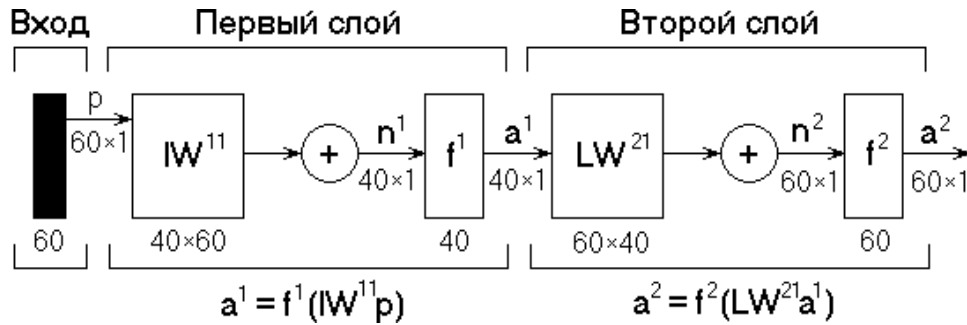 Вход Первый слой Второй слой
p n¹ a¹ n² a²
60×1 IW¹¹ + 40×1 f¹ 40×1 LW²¹ + 60×1 f² 60×1
60 40×60 40 60×40 60
a¹ = f¹(IW¹¹p) a² = f²(LW²¹a¹)